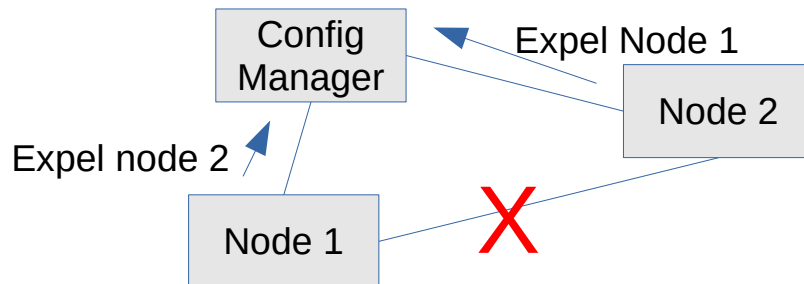 Config
Manager
Expel Node 1
Node 2
Expel node 2
Node 1
X